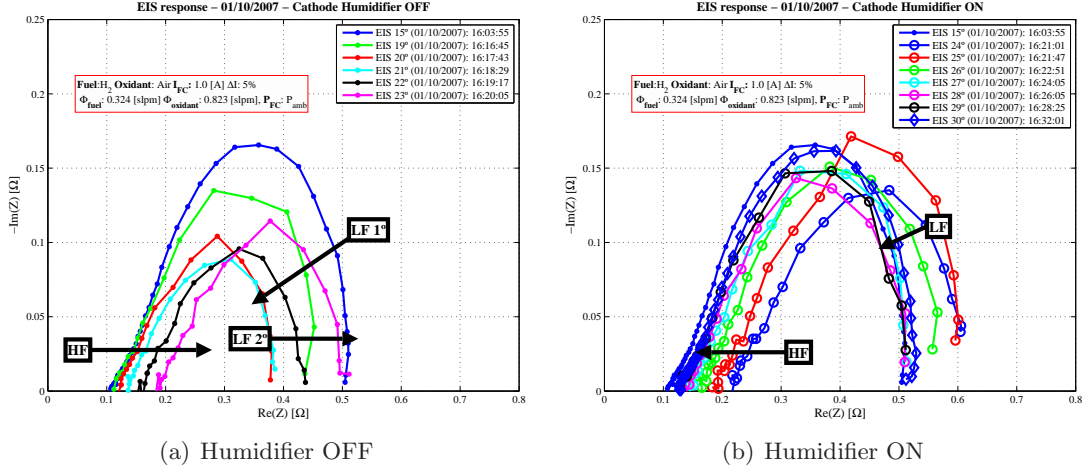 EIS response – 01/10/2007 – Cathode Humidifier OFF
−Im(Z) [Ω]
0.25
0.2
0.15
0.1
0.05
0
0 0.1 0.2 0.3 0.4 0.5 0.6 0.7 0.8
Re(Z) [Ω]
EIS 15º (01/10/2007): 16:03:55
EIS 19º (01/10/2007): 16:16:45
EIS 20º (01/10/2007): 16:17:43
EIS 21º (01/10/2007): 16:18:29
EIS 22º (01/10/2007): 16:19:17
EIS 23º (01/10/2007): 16:20:05
Fuel:H2 Oxidant: Air IFC: 1.0 [A] ΔI: 5%
Φfuel: 0.324 [slpm] Φoxidant: 0.823 [slpm], PFC: Pamb
LF 1º
LF 2º
HF
(a) Humidifier OFF
EIS response – 01/10/2007 – Cathode Humidifier ON
−Im(Z) [Ω]
0.25
0.2
0.15
0.1
0.05
0
0 0.1 0.2 0.3 0.4 0.5 0.6 0.7 0.8
Re(Z) [Ω]
EIS 15º (01/10/2007): 16:03:55
EIS 24º (01/10/2007): 16:21:01
EIS 25º (01/10/2007): 16:21:47
EIS 26º (01/10/2007): 16:22:51
EIS 27º (01/10/2007): 16:24:05
EIS 28º (01/10/2007): 16:26:05
EIS 29º (01/10/2007): 16:28:25
EIS 30º (01/10/2007): 16:32:01
Fuel:H2 Oxidant: Air IFC: 1.0 [A] ΔI: 5%
Φfuel: 0.324 [slpm] Φoxidant: 0.823 [slpm], PFC: Pamb
LF
HF
(b) Humidifier ON